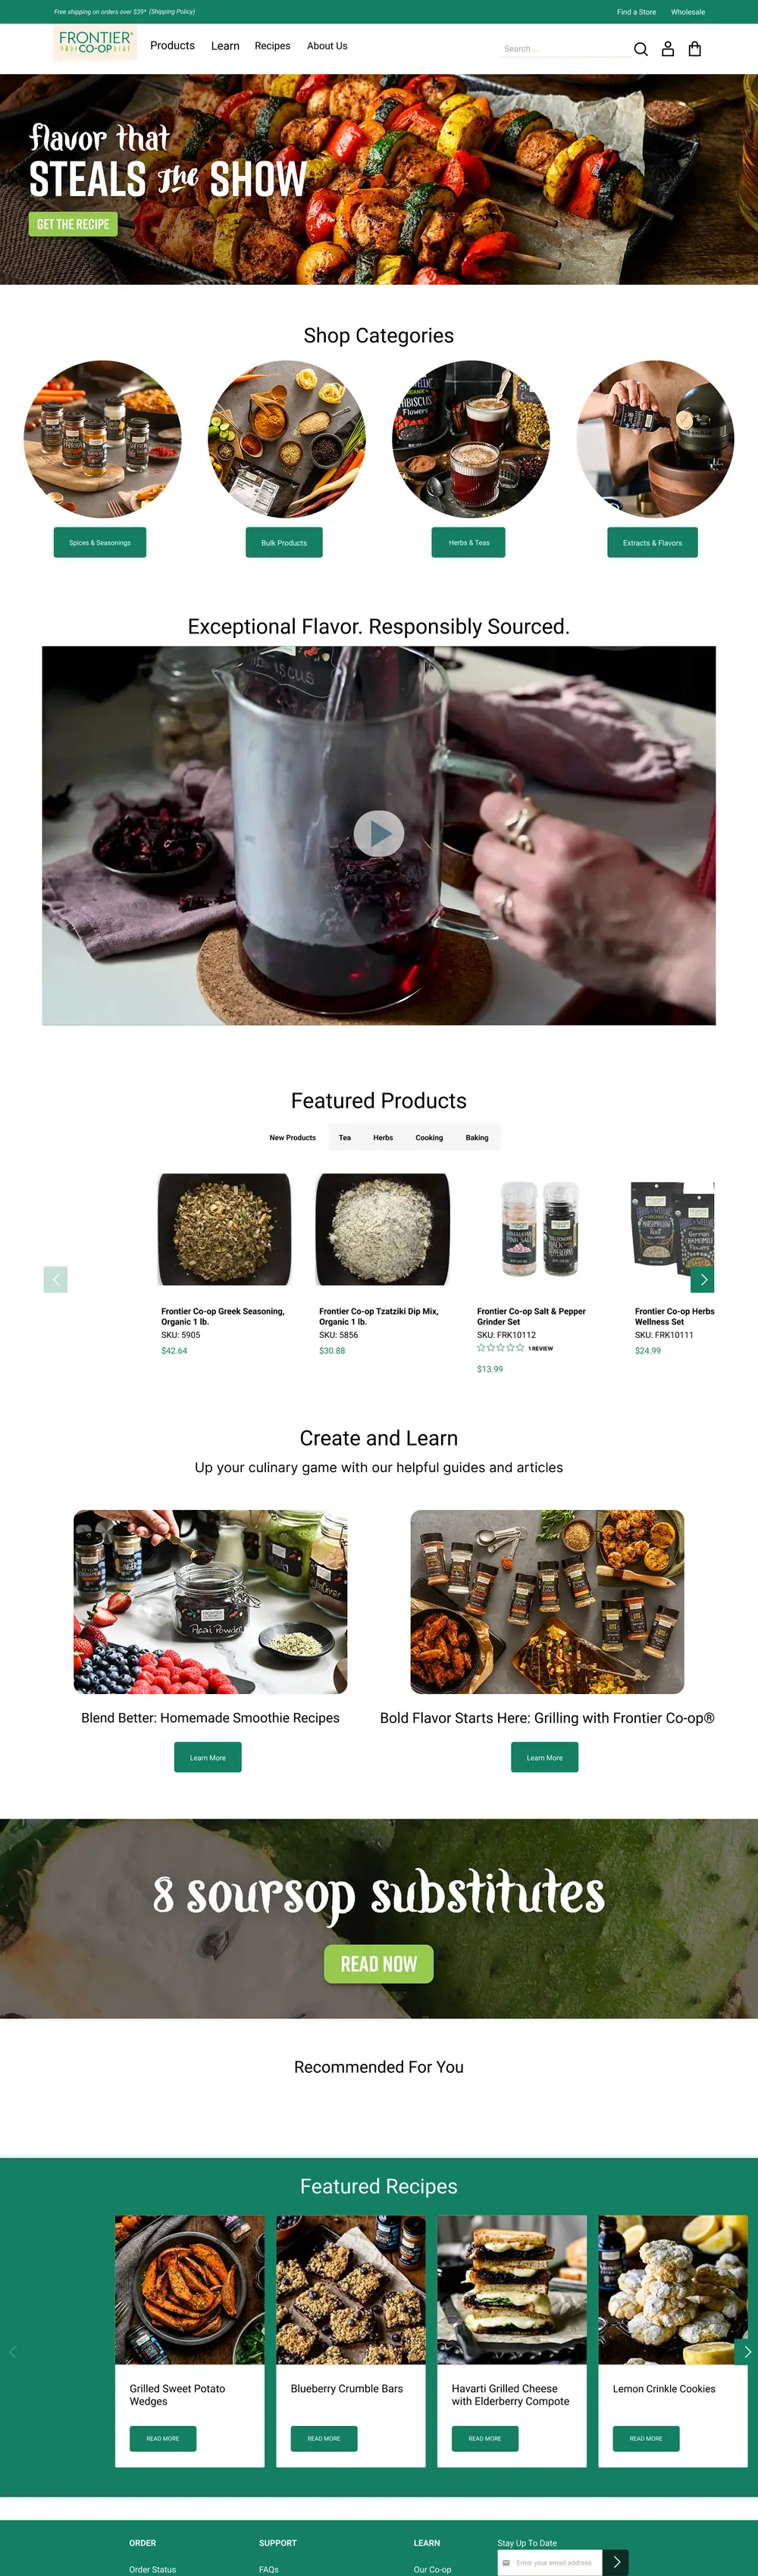 Free shipping on orders over $39* (Shipping Policy)
Find a Store
Wholesale
FRONTIER®
CO-OP
Products
Learn
Recipes
About Us
Search ...
flavor that
STEALS the SHOW
GET THE RECIPE
Shop Categories
HIBISCUS
Flowers
Spices & Seasonings
Bulk Products
Herbs & Teas
Extracts & Flavors
Exceptional Flavor. Responsibly Sourced.
Featured Products
New Products
Tea
Herbs
Cooking
Baking
Frontier Co-op Greek Seasoning,
Organic 1 lb.
SKU: 5905
$42.64
Frontier Co-op Tzatziki Dip Mix,
Organic 1 lb.
SKU: 5856
$30.88
Frontier Co-op Salt & Pepper
Grinder Set
SKU: FRK10112
1 REVIEW
$13.99
MARSHMALLOW
Root
German
CHAMOMILE
Flowers
Frontier Co-op Herbs
Wellness Set
SKU: FRK10111
$24.99
Create and Learn
Up your culinary game with our helpful guides and articles
Acai Powder
Blend Better: Homemade Smoothie Recipes
Learn More
Bold Flavor Starts Here: Grilling with Frontier Co-op®
Learn More
8 soursop substitutes
READ NOW
Recommended For You
Featured Recipes
Grilled Sweet Potato
Wedges
READ MORE
Blueberry Crumble Bars
READ MORE
Havarti Grilled Cheese
with Elderberry Compote
READ MORE
Lemon Crinkle Cookies
READ MORE
ORDER
Order Status
SUPPORT
FAQs
LEARN
Our Co-op
Stay Up To Date
Enter your email address